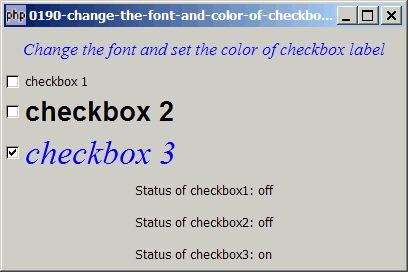 php 0190-change-the-font-and-color-of-checkbo...
Change the font and set the color of checkbox label
checkbox 1
checkbox 2
checkbox 3
Status of checkbox1: off
Status of checkbox2: off
Status of checkbox3: on